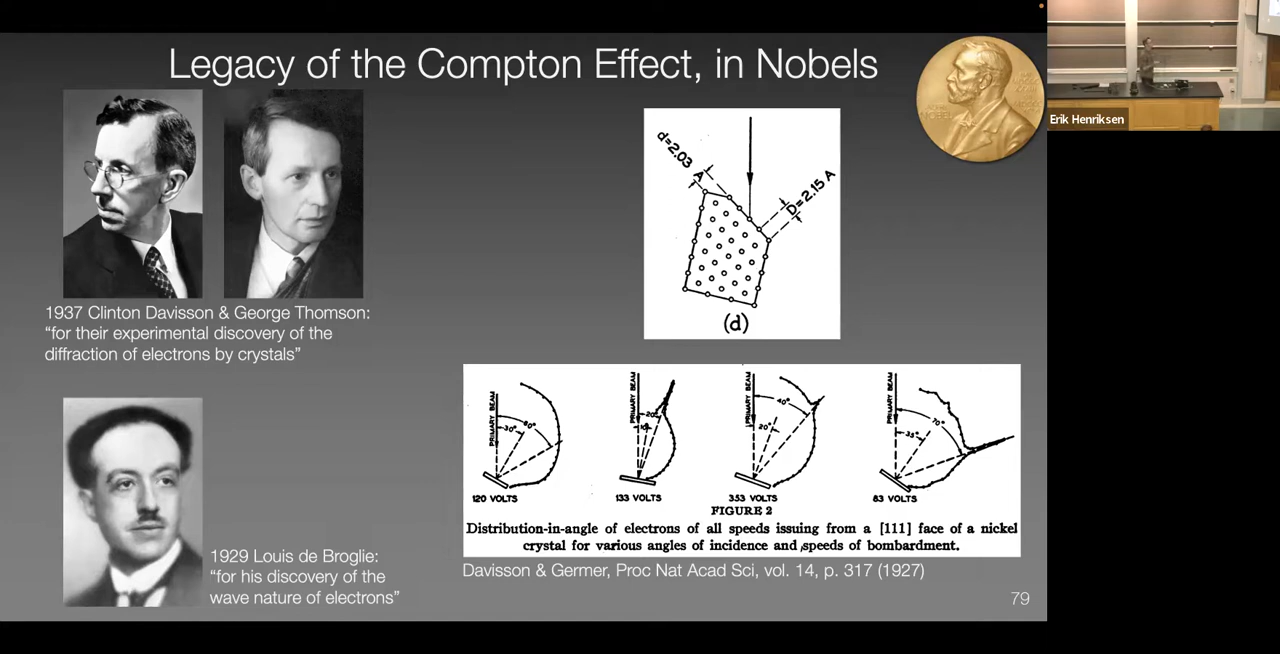 Legacy of the Compton Effect, in Nobels
Erik Henriksen
d=2.03 A
D=2.15 A
(d)
1937 Clinton Davisson & George Thomson:
“for their experimental discovery of the
diffraction of electrons by crystals”
PRIMARY BEAM
30°
60°
120 VOLTS
PRIMARY BEAM
20°
10°
133 VOLTS
PRIMARY BEAM
40°
20°
353 VOLTS
PRIMARY BEAM
70°
35°
83 VOLTS
FIGURE 2
Distribution-in-angle of electrons of all speeds issuing from a [111] face of a nickel
crystal for various angles of incidence and speeds of bombardment.
Davisson & Germer, Proc Nat Acad Sci, vol. 14, p. 317 (1927)
1929 Louis de Broglie:
“for his discovery of the
wave nature of electrons”
79